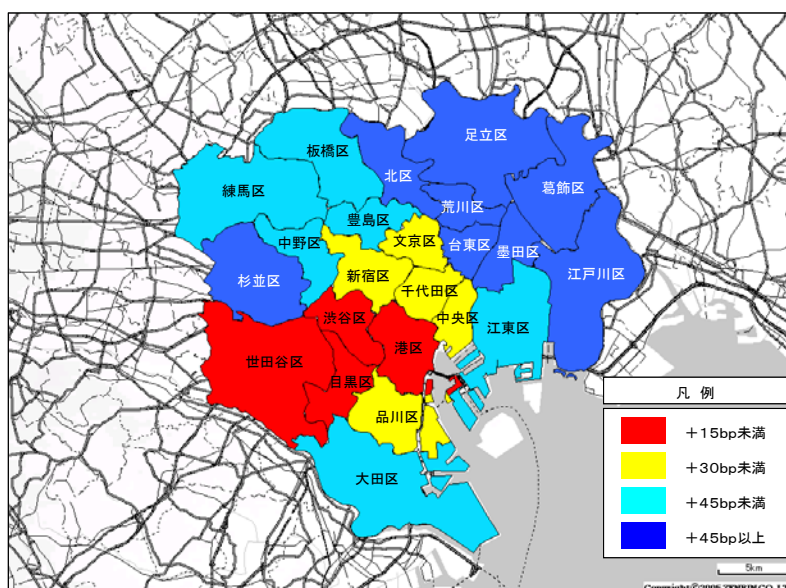 足立区
板橋区
北区
葛飾区
練馬区
荒川区
豊島区
文京区
台東区
墨田区
中野区
江戸川区
新宿区
杉並区
千代田区
中央区
江東区
渋谷区
港区
世田谷区
目黒区
品川区
大田区
凡 例
+15bp未満
+30bp未満
+45bp未満
+45bp以上
5km